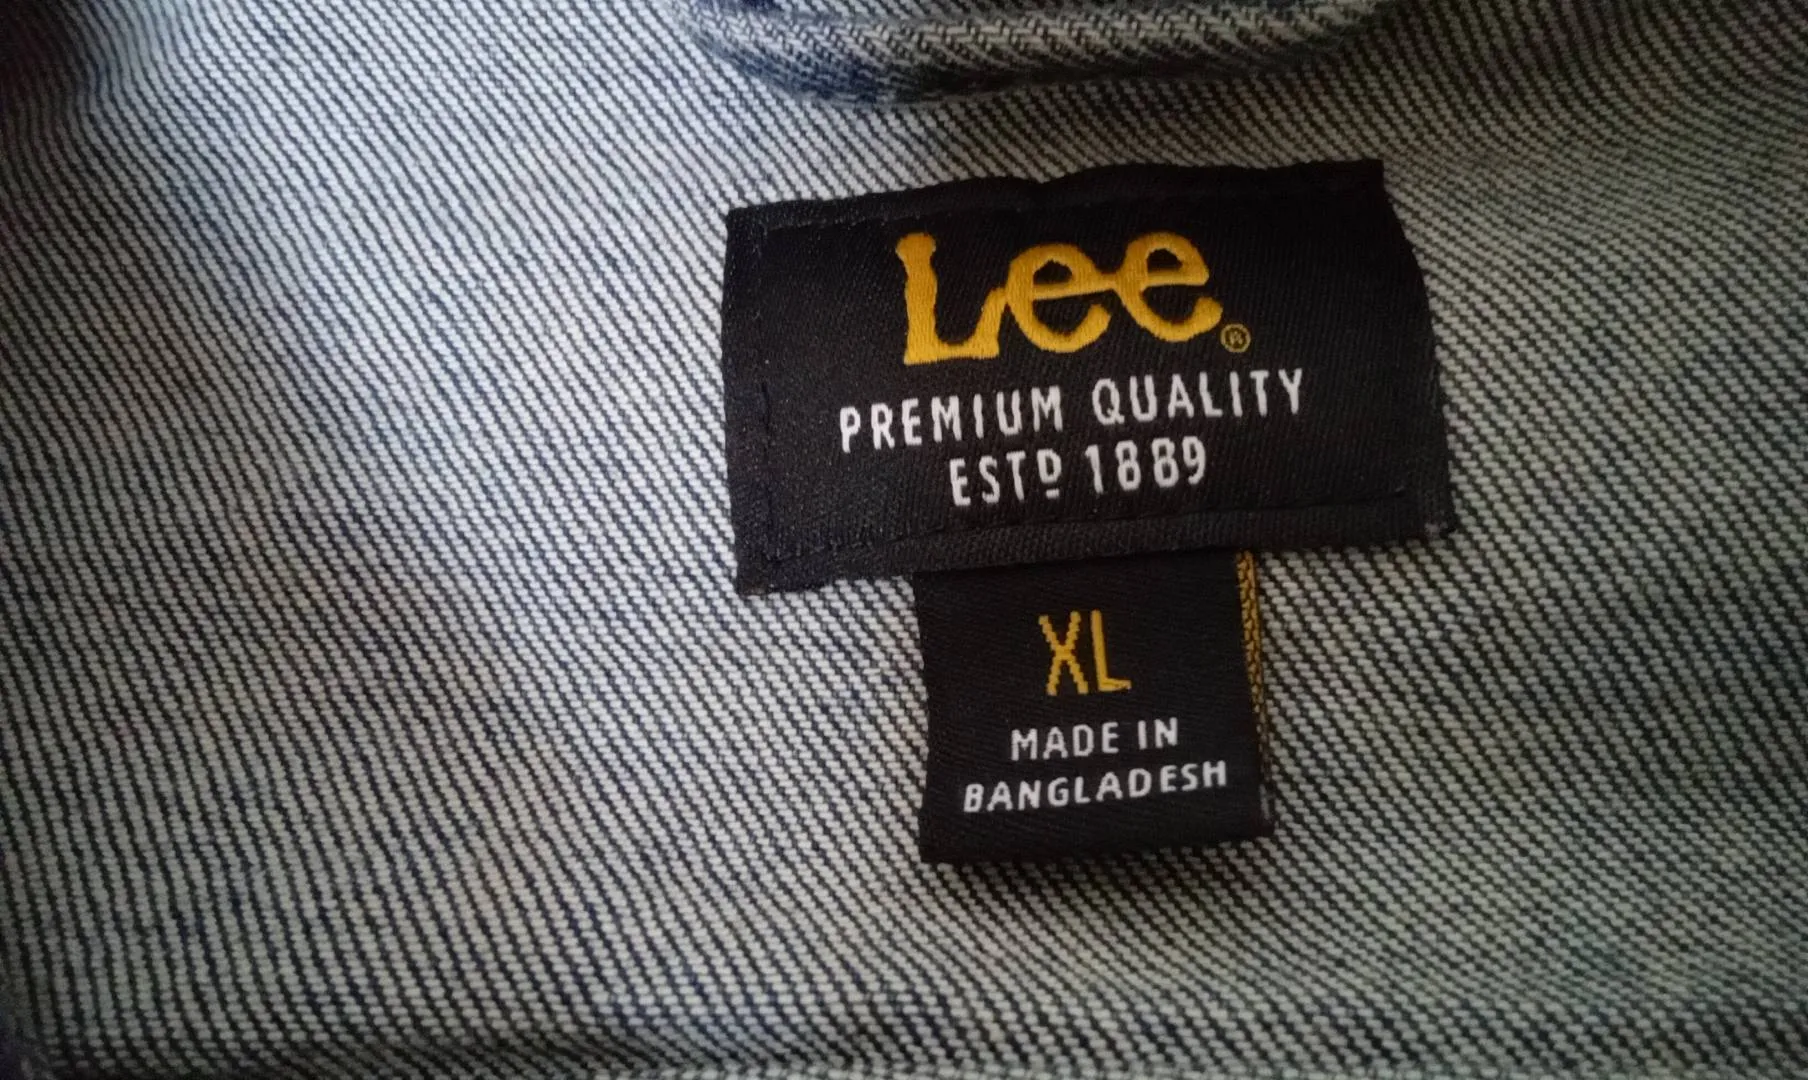 Lee®
PREMIUM QUALITY
ESTD 1889
XL
MADE IN
BANGLADESH